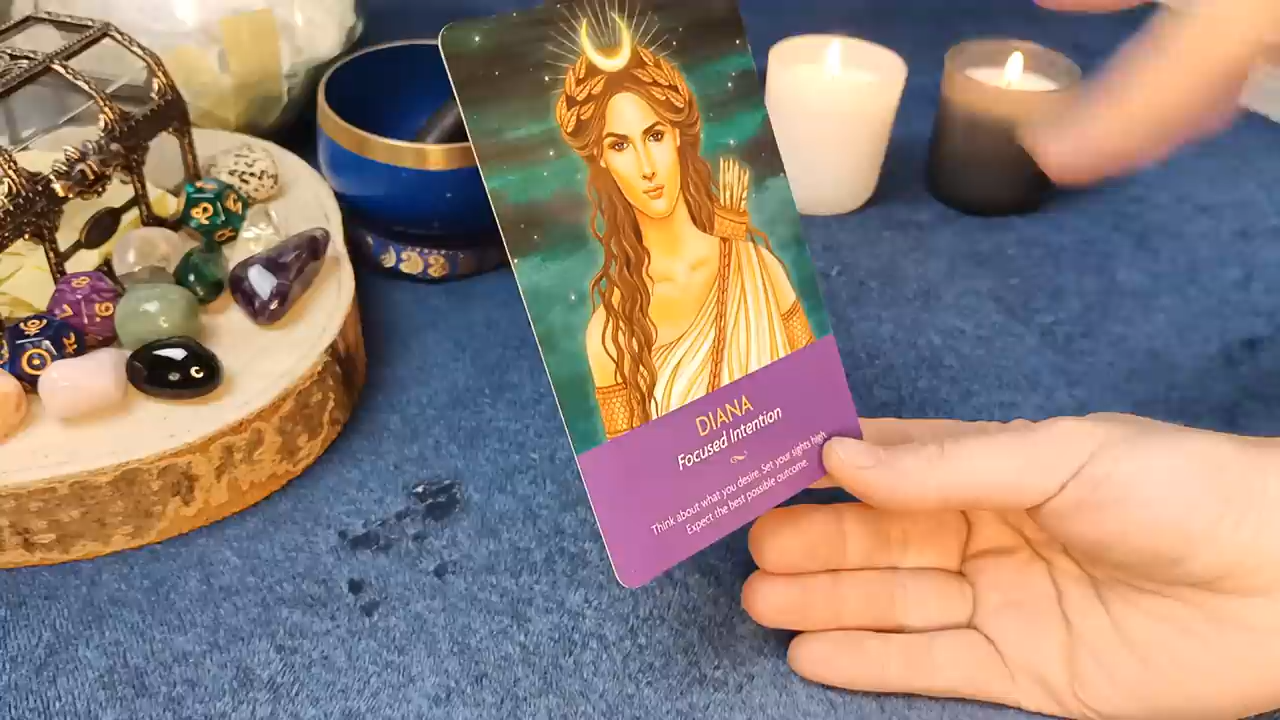 DIANA
Focused Intention
Think about what you desire. Set your sights high.
Expect the best possible outcome.